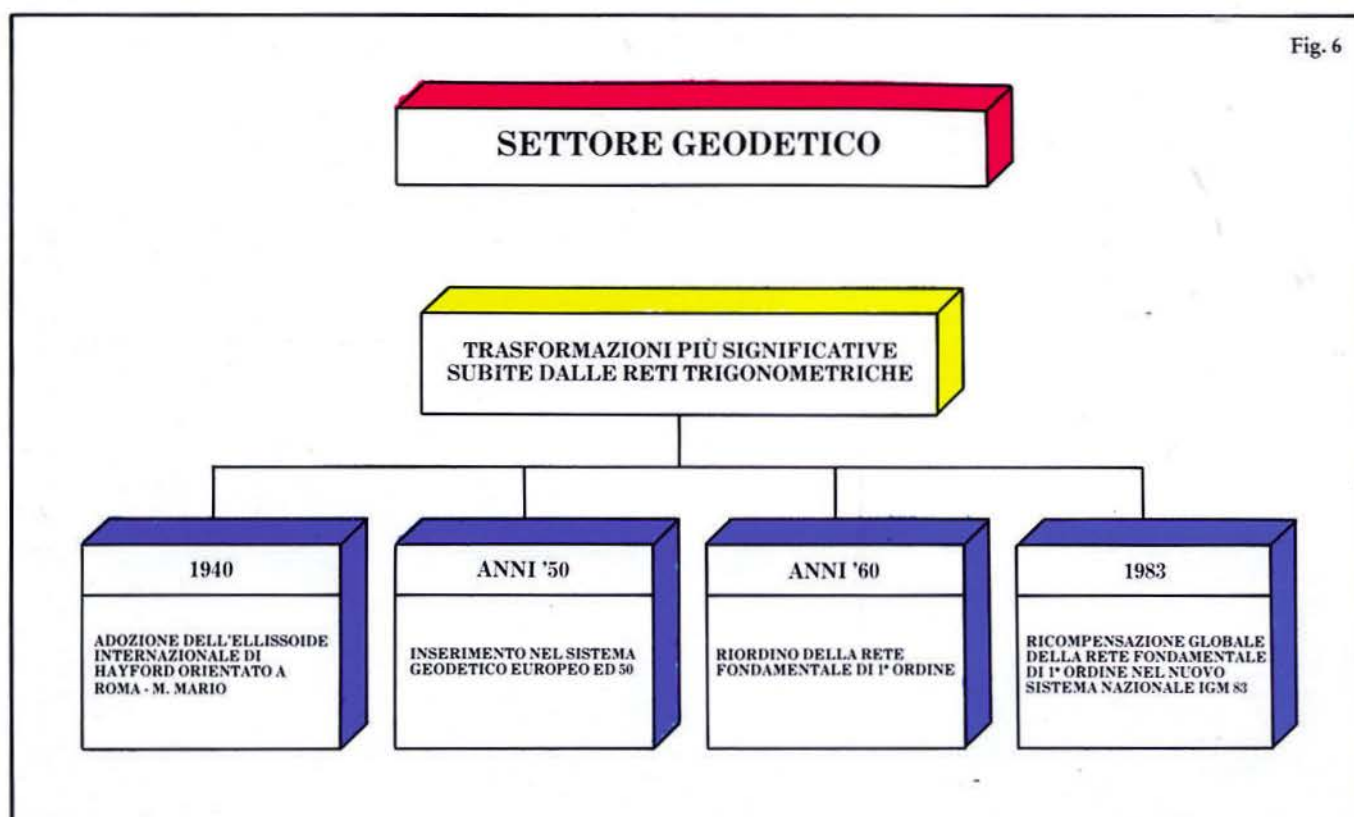 Fig. 6
SETTORE GEODETICO
TRASFORMAZIONI PIÙ SIGNIFICATIVE
SUBITE DALLE RETI TRIGONOMETRICHE
1940
ADOZIONE DELL'ELLISSOIDE
INTERNAZIONALE DI
HAYFORD ORIENTATO A
ROMA - M. MARIO
ANNI '50
INSERIMENTO NEL SISTEMA
GEODETICO EUROPEO ED 50
ANNI '60
RIORDINO DELLA RETE
FONDAMENTALE DI 1° ORDINE
1983
RICOMPENSAZIONE GLOBALE
DELLA RETE FONDAMENTALE
DI 1° ORDINE NEL NUOVO
SISTEMA NAZIONALE IGM 83